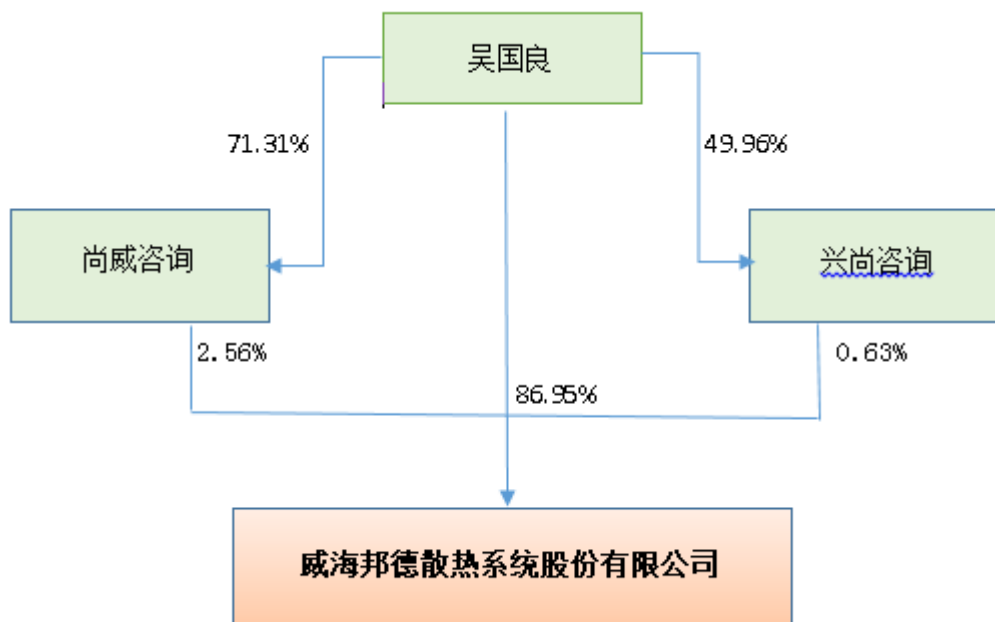 吴国良
71.31%
49.96%
尚威咨询
兴尚咨询
2.56%
0.63%
86.95%
威海邦德散热系统股份有限公司